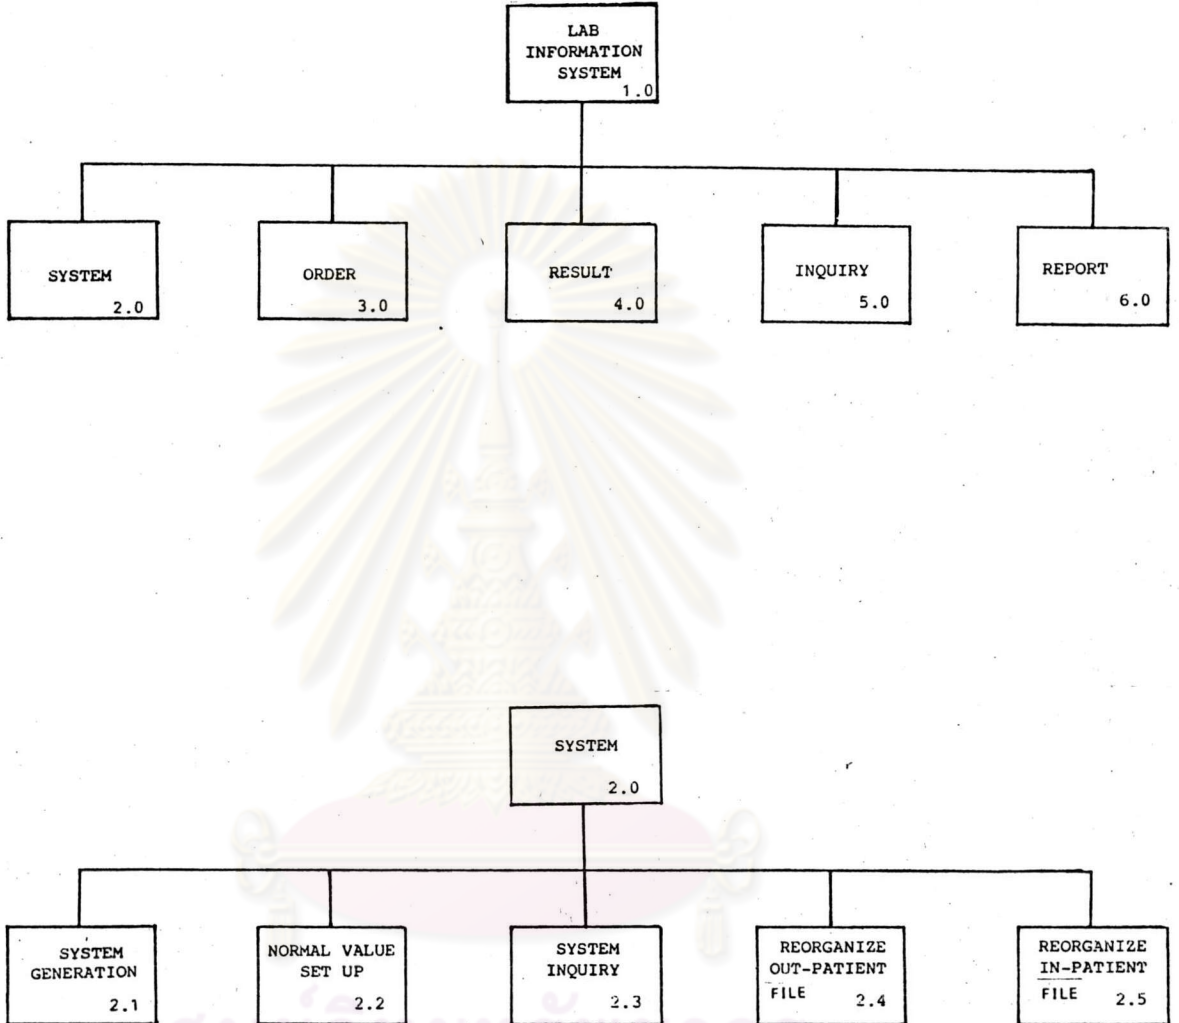 LAB
INFORMATION
SYSTEM
1.0
SYSTEM
2.0
ORDER
3.0
RESULT
4.0
INQUIRY
5.0
REPORT
6.0
SYSTEM
2.0
SYSTEM
GENERATION
2.1
NORMAL VALUE
SET UP
2.2
SYSTEM
INQUIRY
2.3
REORGANIZE
OUT-PATIENT
FILE
2.4
REORGANIZE
IN-PATIENT
FILE
2.5